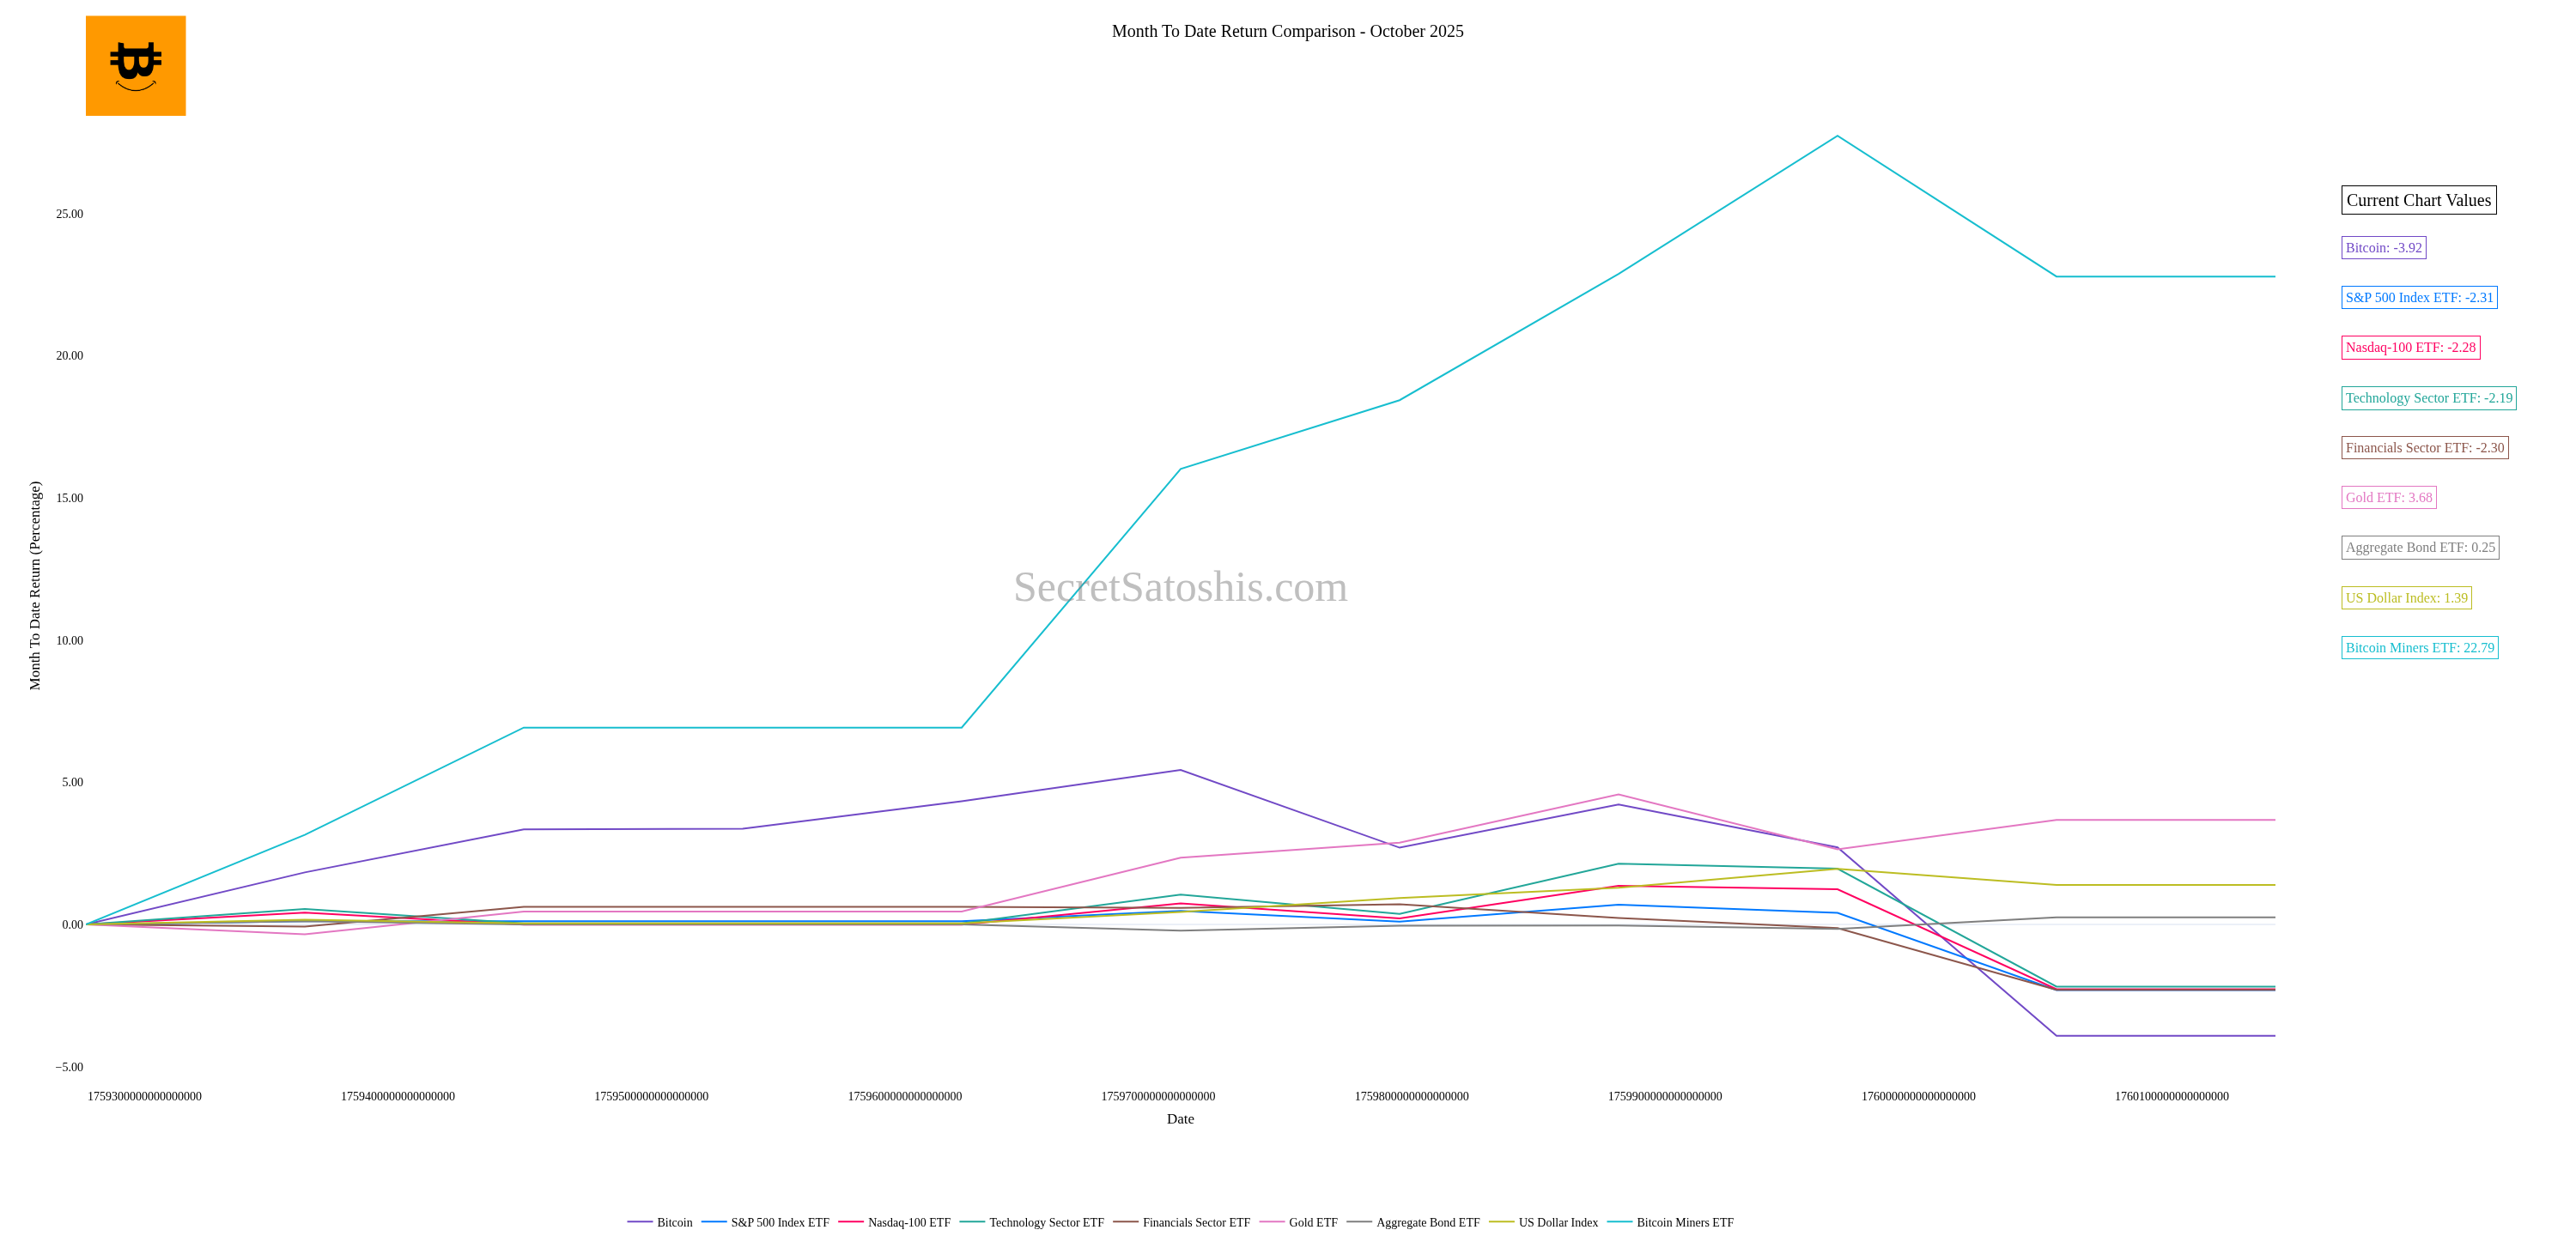 Month To Date Return Comparison - October 2025
25.00
20.00
15.00
10.00
5.00
0.00
−5.00
Month To Date Return (Percentage)
SecretSatoshis.com
Current Chart Values
Bitcoin: -3.92
S&P 500 Index ETF: -2.31
Nasdaq-100 ETF: -2.28
Technology Sector ETF: -2.19
Financials Sector ETF: -2.30
Gold ETF: 3.68
Aggregate Bond ETF: 0.25
US Dollar Index: 1.39
Bitcoin Miners ETF: 22.79
1759300000000000000 1759400000000000000 1759500000000000000 1759600000000000000 1759700000000000000 1759800000000000000 1759900000000000000 1760000000000000000 1760100000000000000
Date
Bitcoin S&P 500 Index ETF Nasdaq-100 ETF Technology Sector ETF Financials Sector ETF Gold ETF Aggregate Bond ETF US Dollar Index Bitcoin Miners ETF